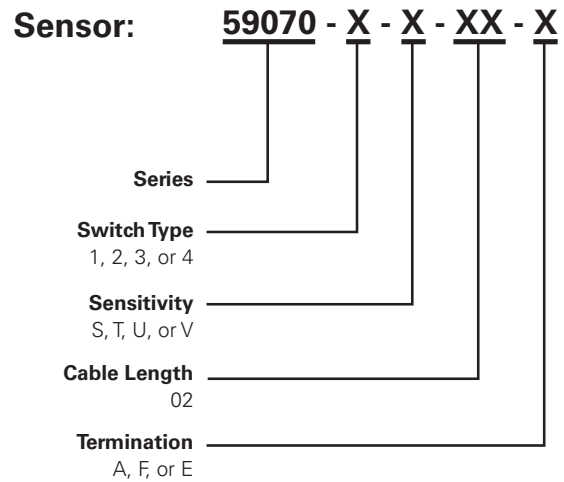 Sensor: 59070 - X - X - XX - X
Series
Switch Type
1, 2, 3, or 4
Sensitivity
S, T, U, or V
Cable Length
02
Termination
A, F, or E